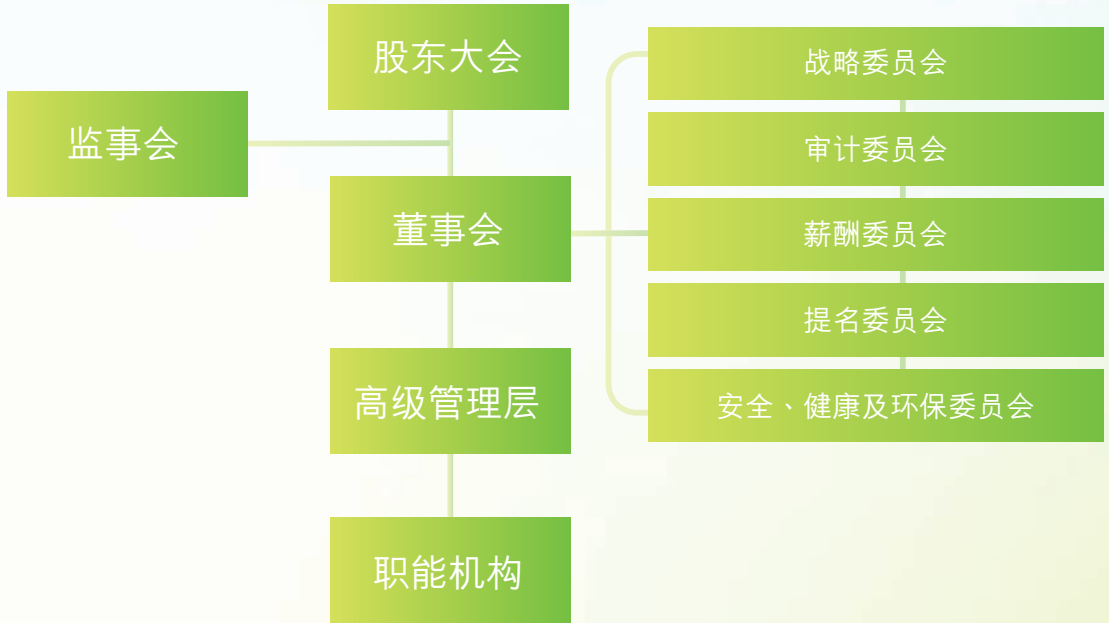 股东大会
监事会
董事会
高级管理层
职能机构
战略委员会
审计委员会
薪酬委员会
提名委员会
安全、健康及环保委员会